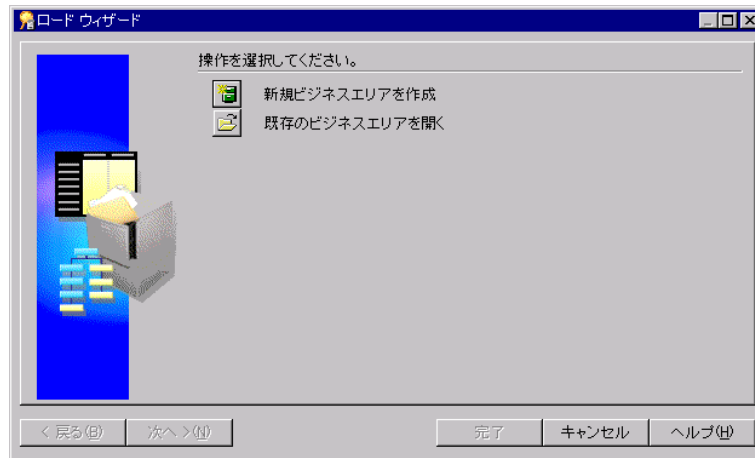 ロード ウィザード
操作を選択してください。
新規ビジネスエリアを作成
既存のビジネスエリアを開く
< 戻る(B)
次へ >(N)
完了
キャンセル
ヘルプ(H)